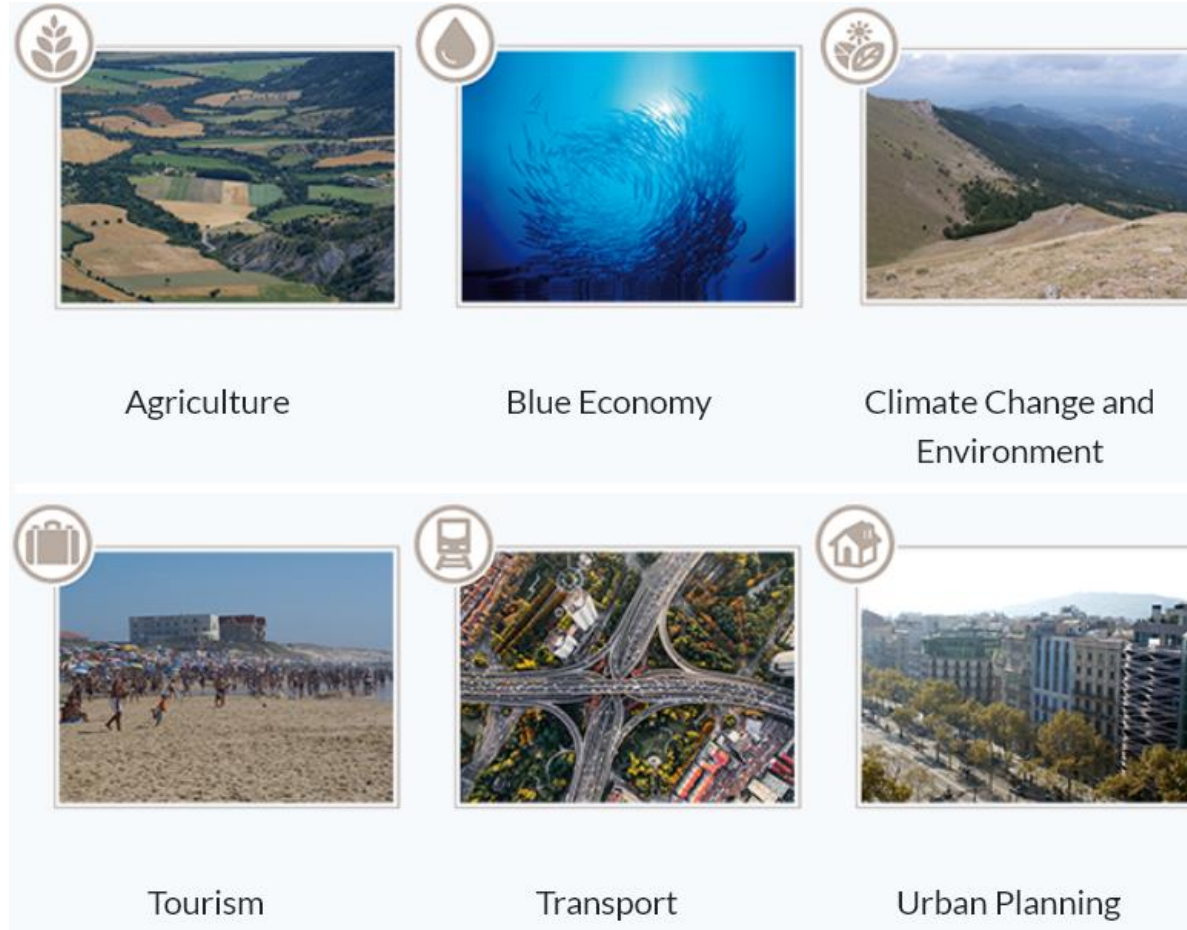 Agriculture
Blue Economy
Climate Change and
Environment
Tourism
Transport
Urban Planning